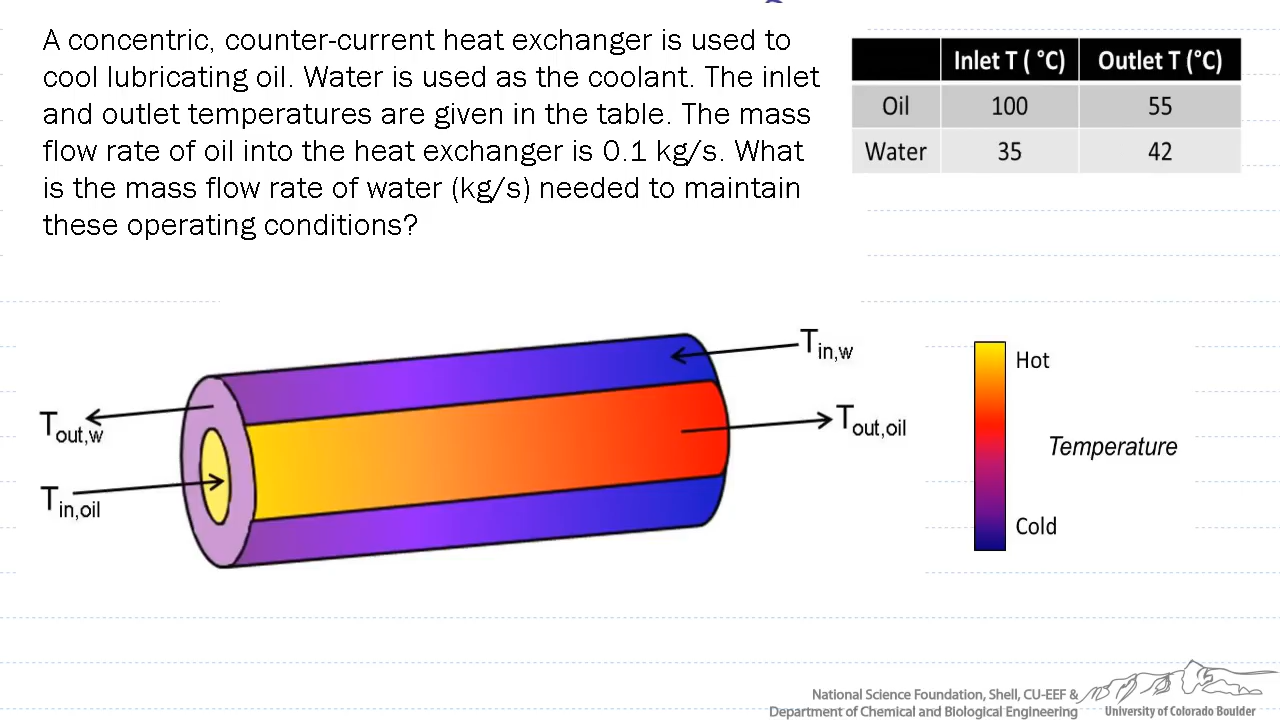 A concentric, counter-current heat exchanger is used to
cool lubricating oil. Water is used as the coolant. The inlet
and outlet temperatures are given in the table. The mass
flow rate of oil into the heat exchanger is 0.1 kg/s. What
is the mass flow rate of water (kg/s) needed to maintain
these operating conditions?
Inlet T ( °C) Outlet T (°C)
Oil 100 55
Water 35 42
Tin,w
Tout,w
Tout,oil
Tin,oil
Hot
Temperature
Cold
National Science Foundation, Shell, CU-EEF &
Department of Chemical and Biological Engineering
University of Colorado Boulder